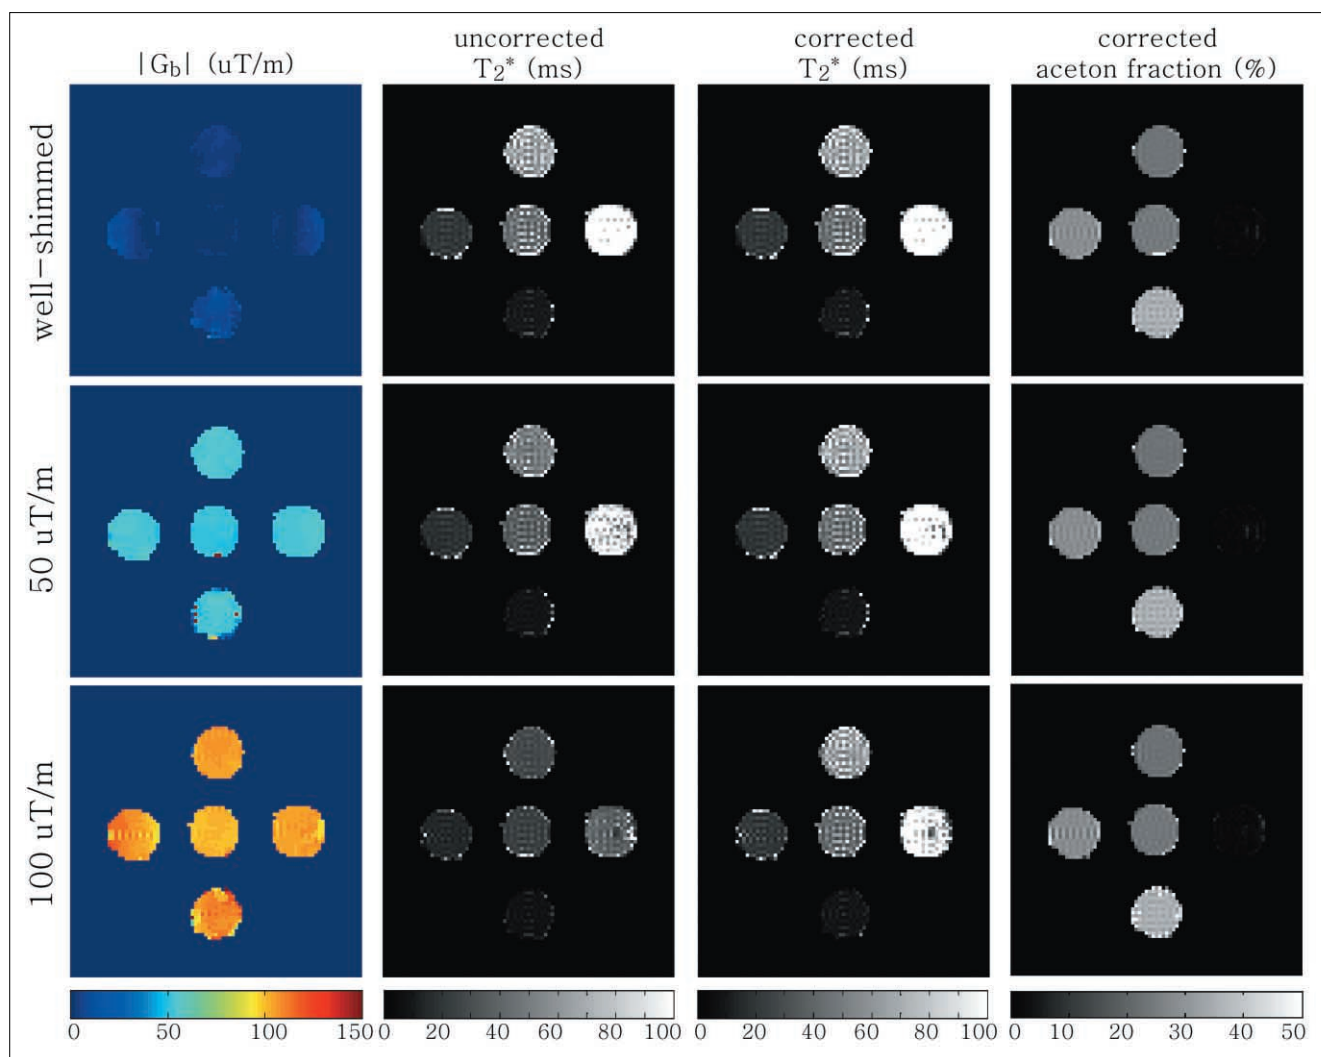 |Gb| (uT/m)
uncorrected
T2* (ms)
corrected
T2* (ms)
corrected
aceton fraction (%)
well-shimmed
50 uT/m
100 uT/m
0 50 100 150
0 20 40 60 80 100
0 20 40 60 80 100
0 10 20 30 40 50